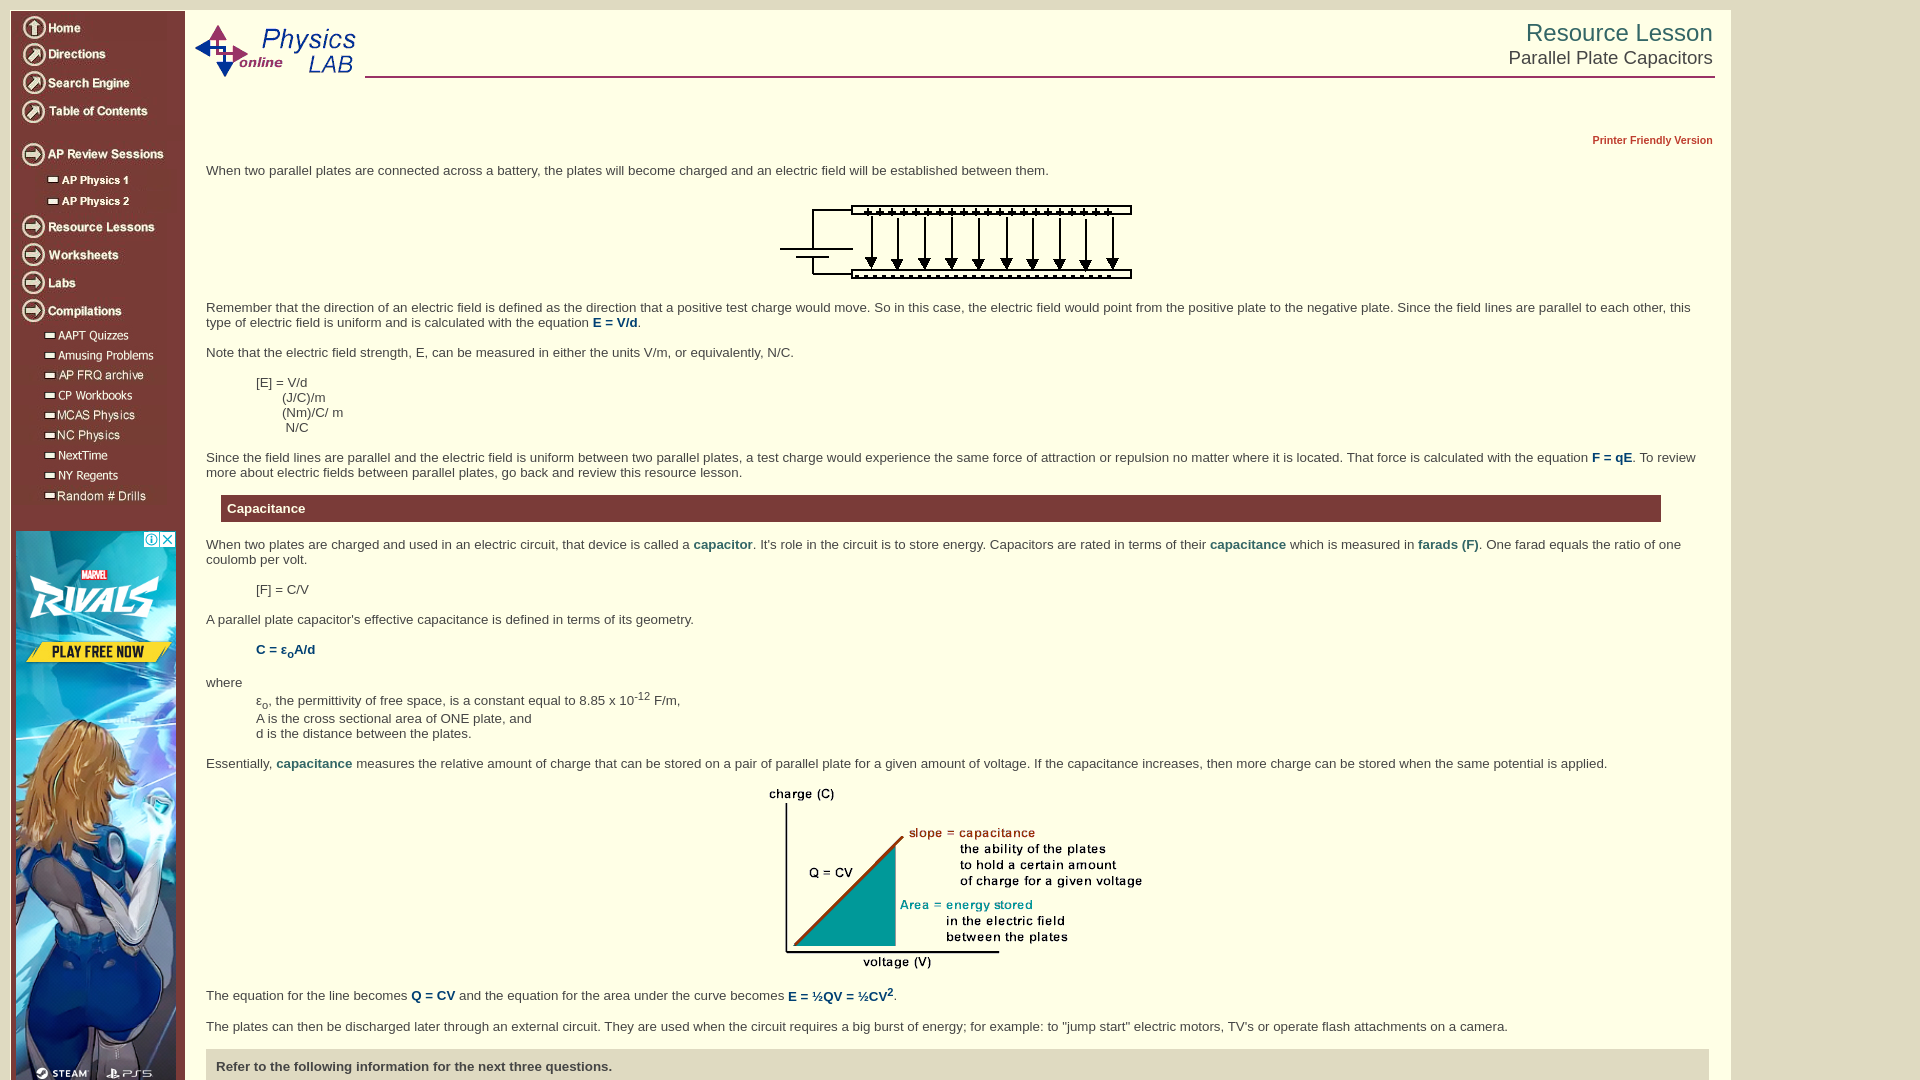 Home
Directions
Search Engine
Table of Contents
AP Review Sessions
AP Physics 1
AP Physics 2
Resource Lessons
Worksheets
Labs
Compilations
AAPT Quizzes
Amusing Problems
AP FRQ archive
CP Workbooks
MCAS Physics
NC Physics
NextTime
NY Regents
Random # Drills
MARVEL
RIVALS
PLAY FREE NOW
STEAM PS5
Physics
online LAB
Resource Lesson
Parallel Plate Capacitors
Printer Friendly Version
When two parallel plates are connected across a battery, the plates will become charged and an electric field will be established between them.
Remember that the direction of an electric field is defined as the direction that a positive test charge would move. So in this case, the electric field would point from the positive plate to the negative plate. Since the field lines are parallel to each other, this
type of electric field is uniform and is calculated with the equation E = V/d.
Note that the electric field strength, E, can be measured in either the units V/m, or equivalently, N/C.
[E] = V/d
(J/C)/m
(Nm)/C/ m
N/C
Since the field lines are parallel and the electric field is uniform between two parallel plates, a test charge would experience the same force of attraction or repulsion no matter where it is located. That force is calculated with the equation F = qE. To review
more about electric fields between parallel plates, go back and review this resource lesson.
Capacitance
When two plates are charged and used in an electric circuit, that device is called a capacitor. It's role in the circuit is to store energy. Capacitors are rated in terms of their capacitance which is measured in farads (F). One farad equals the ratio of one
coulomb per volt.
[F] = C/V
A parallel plate capacitor's effective capacitance is defined in terms of its geometry.
C = εoA/d
where
εo, the permittivity of free space, is a constant equal to 8.85 x 10-12 F/m,
A is the cross sectional area of ONE plate, and
d is the distance between the plates.
Essentially, capacitance measures the relative amount of charge that can be stored on a pair of parallel plate for a given amount of voltage. If the capacitance increases, then more charge can be stored when the same potential is applied.
charge (C)
slope = capacitance
the ability of the plates
to hold a certain amount
of charge for a given voltage
Q = CV
Area = energy stored
in the electric field
between the plates
voltage (V)
The equation for the line becomes Q = CV and the equation for the area under the curve becomes E = ½QV = ½CV2.
The plates can then be discharged later through an external circuit. They are used when the circuit requires a big burst of energy; for example: to "jump start" electric motors, TV's or operate flash attachments on a camera.
Refer to the following information for the next three questions.